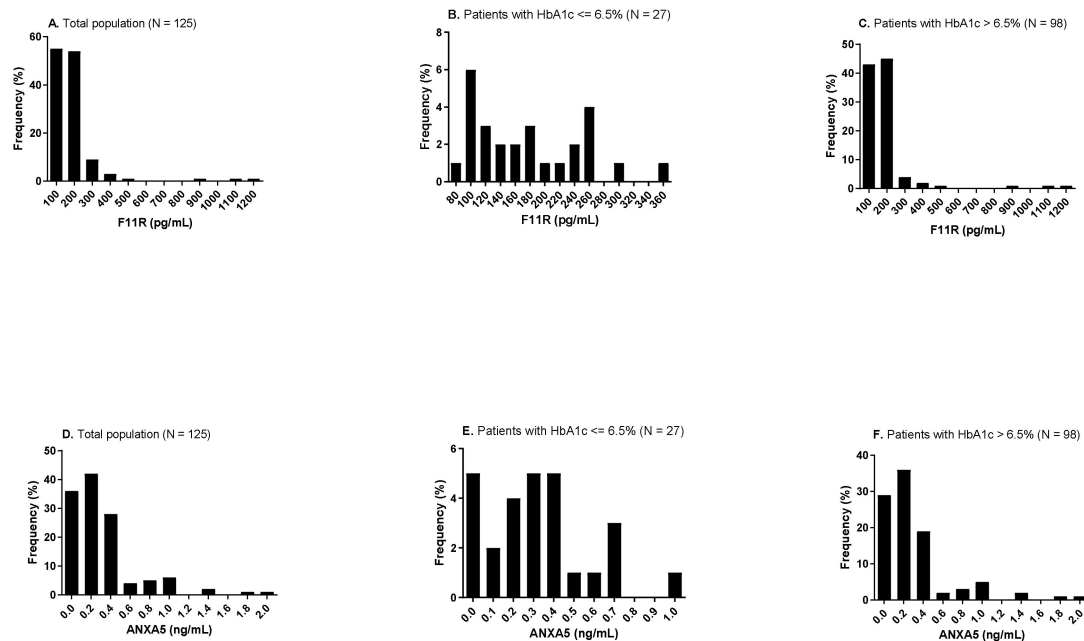 A. Total population (N = 125)
Frequency (%)
60
40
20
0
100 200 300 400 500 600 700 800 900 1000 1100 1200
F11R (pg/mL)
B. Patients with HbA1c <= 6.5% (N = 27)
Frequency (%)
8
6
4
2
0
80 100 120 140 160 180 200 220 240 260 280 300 320 340 360
F11R (pg/mL)
C. Patients with HbA1c > 6.5% (N = 98)
Frequency (%)
50
40
30
20
10
0
100 200 300 400 500 600 700 800 900 1000 1100 1200
F11R (pg/mL)
D. Total population (N = 125)
Frequency (%)
50
40
30
20
10
0
0.0 0.2 0.4 0.6 0.8 1.0 1.2 1.4 1.6 1.8 2.0
ANXA5 (ng/mL)
E. Patients with HbA1c <= 6.5% (N = 27)
Frequency (%)
6
4
2
0
0.0 0.1 0.2 0.3 0.4 0.5 0.6 0.7 0.8 0.9 1.0
ANXA5 (ng/mL)
F. Patients with HbA1c > 6.5% (N = 98)
Frequency (%)
40
30
20
10
0
0.0 0.2 0.4 0.6 0.8 1.0 1.2 1.4 1.6 1.8 2.0
ANXA5 (ng/mL)